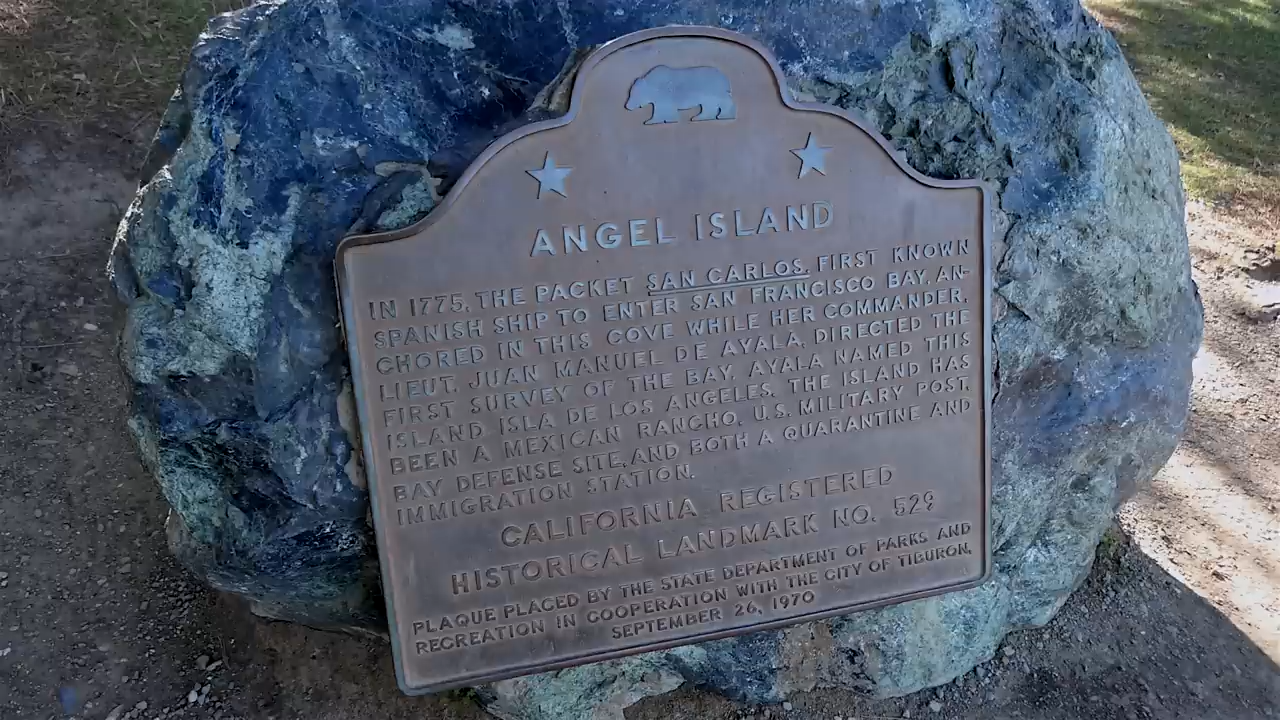 ANGEL ISLAND
IN 1775, THE PACKET SAN CARLOS, FIRST KNOWN
SPANISH SHIP TO ENTER SAN FRANCISCO BAY, AN-
CHORED IN THIS COVE WHILE HER COMMANDER,
LIEUT. JUAN MANUEL DE AYALA, DIRECTED THE
FIRST SURVEY OF THE BAY. AYALA NAMED THIS
ISLAND ISLA DE LOS ANGELES. THE ISLAND HAS
BEEN A MEXICAN RANCHO, U.S. MILITARY POST,
BAY DEFENSE SITE, AND BOTH A QUARANTINE AND
IMMIGRATION STATION.
CALIFORNIA REGISTERED
HISTORICAL LANDMARK NO. 529
PLAQUE PLACED BY THE STATE DEPARTMENT OF PARKS AND
RECREATION IN COOPERATION WITH THE CITY OF TIBURON,
SEPTEMBER 26, 1970